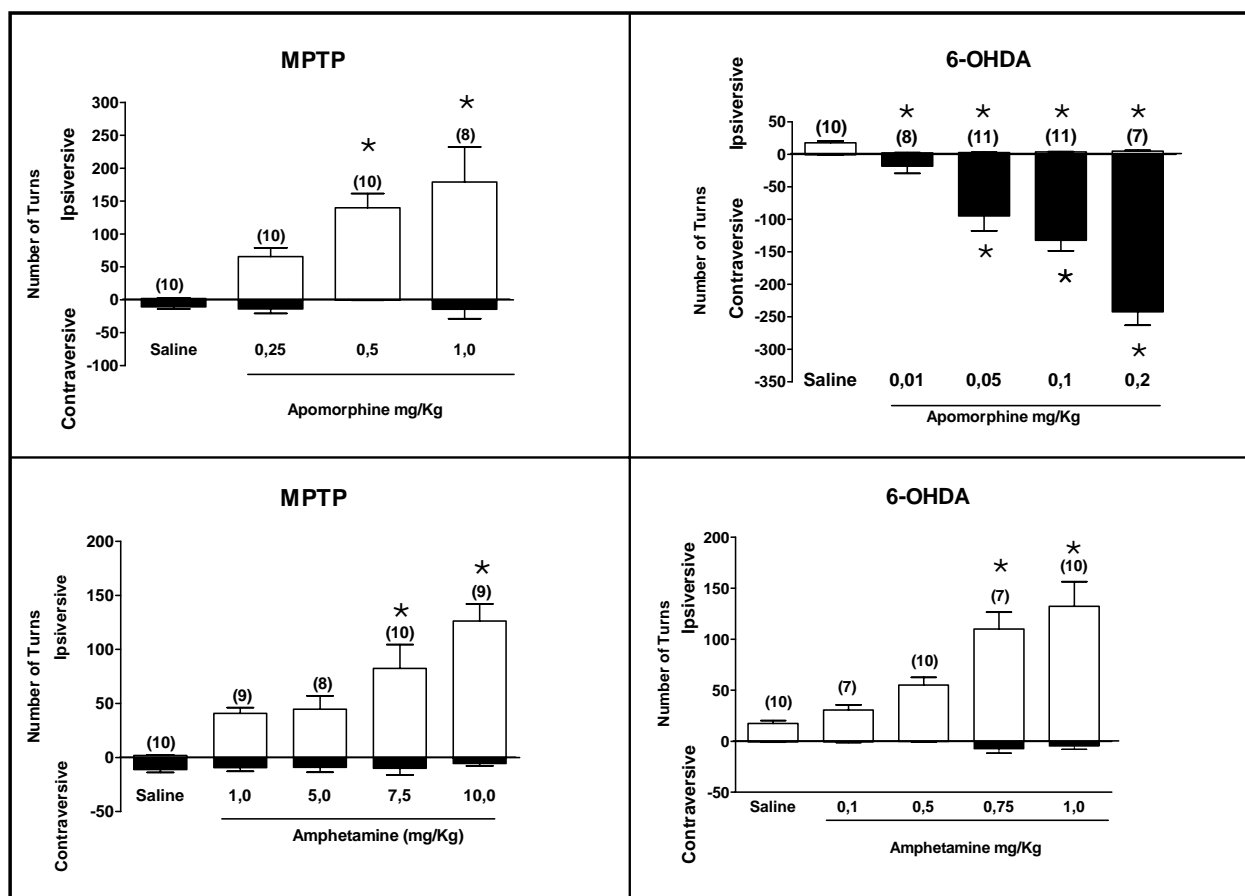 MPTP
300
250
200
150
100
50
0
-50
-100
Number of Turns
Ipsiversive
Contraversive
(10)
(10)
(10)
(8)
*
*
Saline 0,25 0,5 1,0
Apomorphine mg/Kg
6-OHDA
50
0
-50
-100
-150
-200
-250
-300
-350
Number of Turns
Ipsiversive
Contraversive
* * * *
(10) (8) (11) (11) (7)
*
*
*
Saline 0,01 0,05 0,1 0,2
Apomorphine mg/Kg
MPTP
200
150
100
50
0
-50
Number of Turns
Ipsiversive
Contraversive
(10)
(9)
(8)
*
(10)
*
(9)
Saline 1,0 5,0 7,5 10,0
Amphetamine (mg/Kg)
6-OHDA
200
150
100
50
0
-50
Number of Turns
Ipsiversive
Contraversive
(10)
(7)
(10)
*
(7)
*
(10)
Saline 0,1 0,5 0,75 1,0
Amphetamine mg/Kg